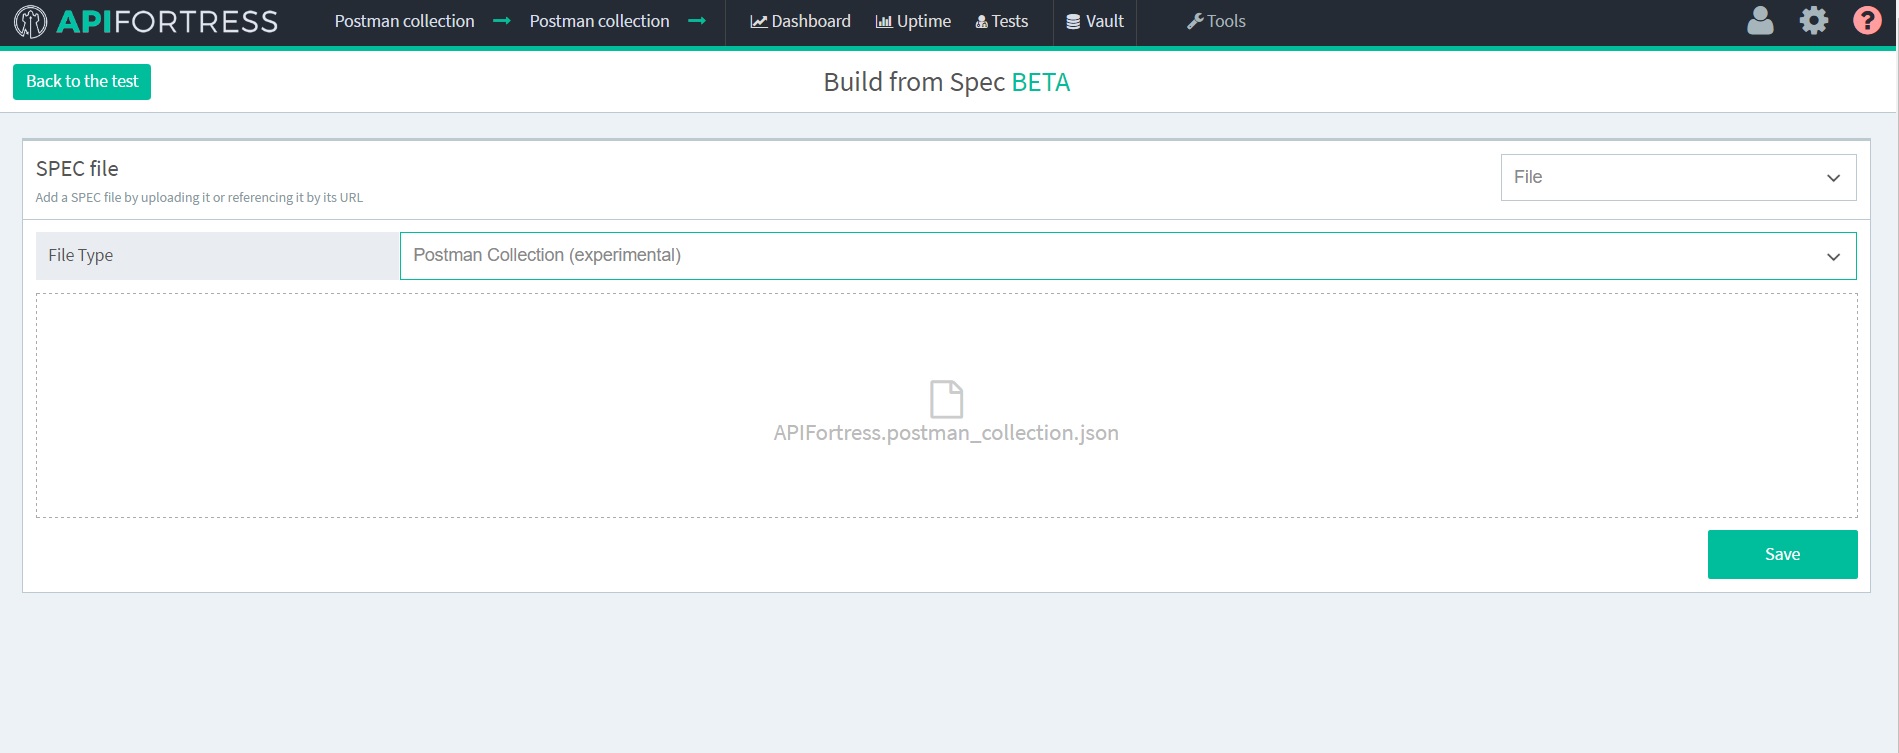 APIFORTRESS Postman collection → Postman collection → Dashboard Uptime Tests Vault Tools ?
Back to the test
Build from Spec BETA
SPEC file
File
Add a SPEC file by uploading it or referencing it by its URL
File Type
Postman Collection (experimental)
APIFortress.postman_collection.json
Save